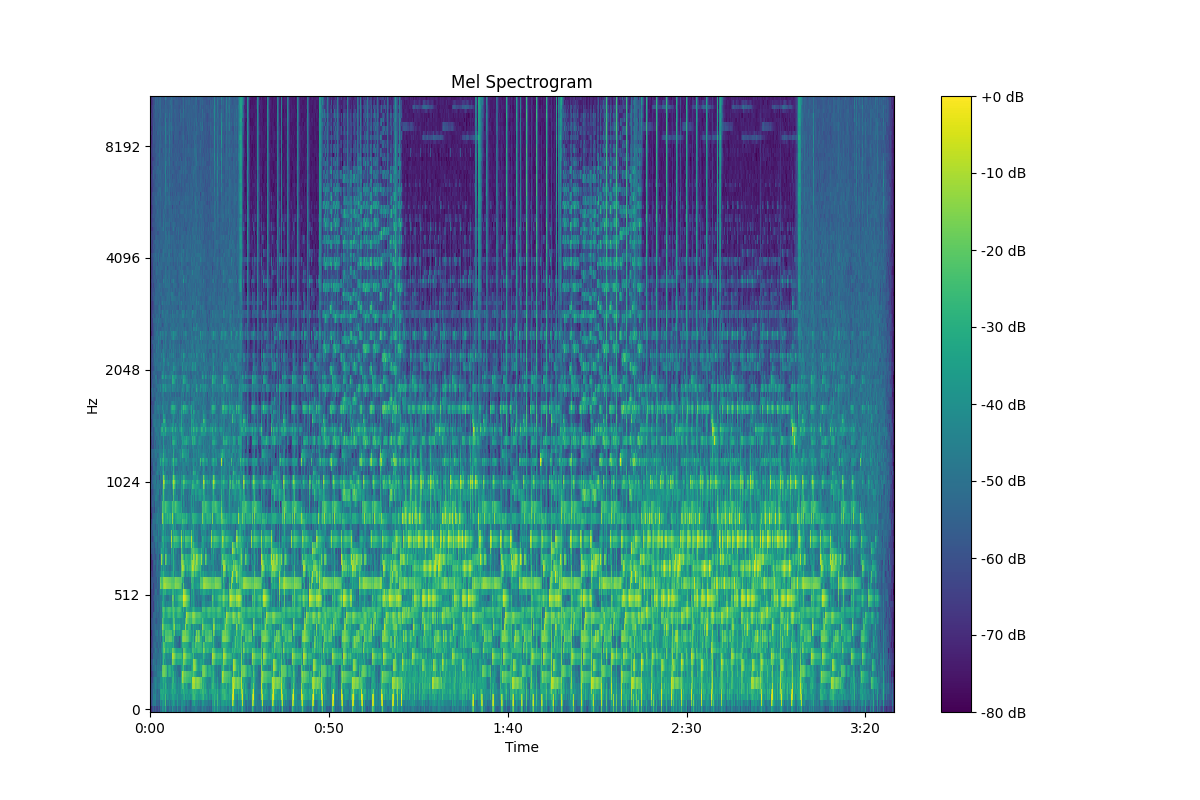 Mel Spectrogram
Hz
8192
4096
2048
1024
512
0
0:00
0:50
1:40
2:30
3:20
Time
+0 dB
-10 dB
-20 dB
-30 dB
-40 dB
-50 dB
-60 dB
-70 dB
-80 dB